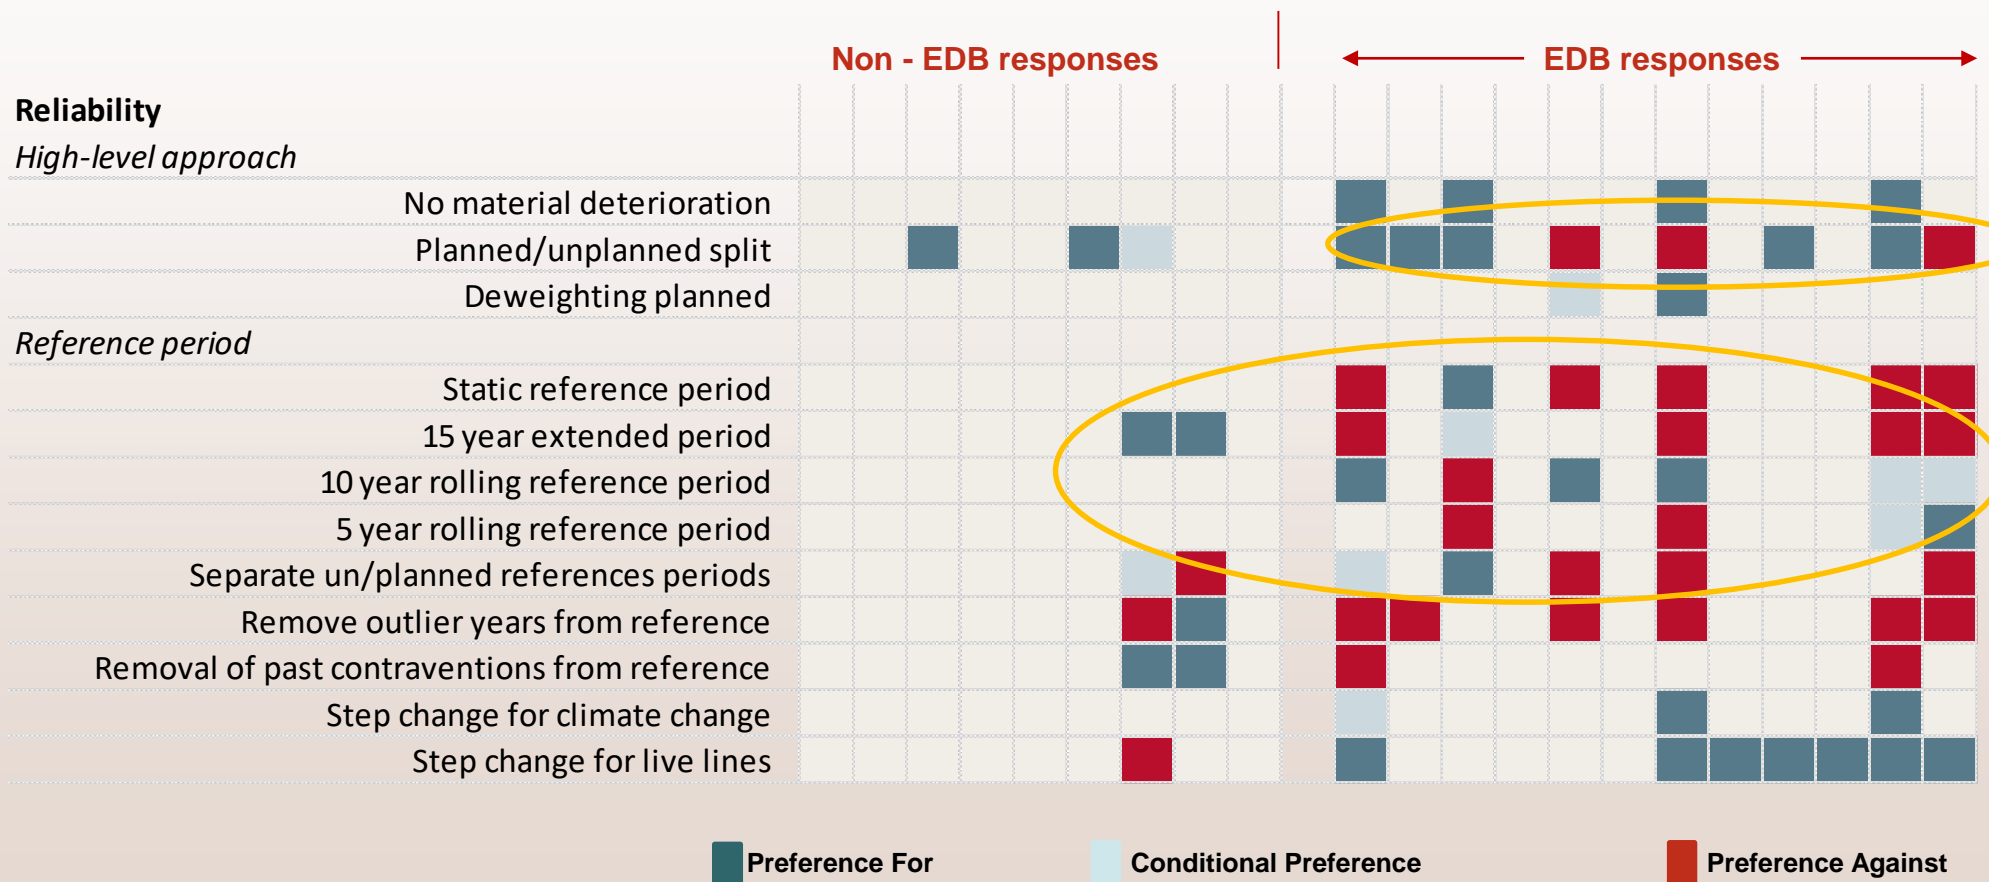 Non - EDB responses
EDB responses
Reliability
High-level approach
No material deterioration
Planned/unplanned split
Deweighting planned
Reference period
Static reference period
15 year extended period
10 year rolling reference period
5 year rolling reference period
Separate un/planned references periods
Remove outlier years from reference
Removal of past contraventions from reference
Step change for climate change
Step change for live lines
Preference For
Conditional Preference
Preference Against